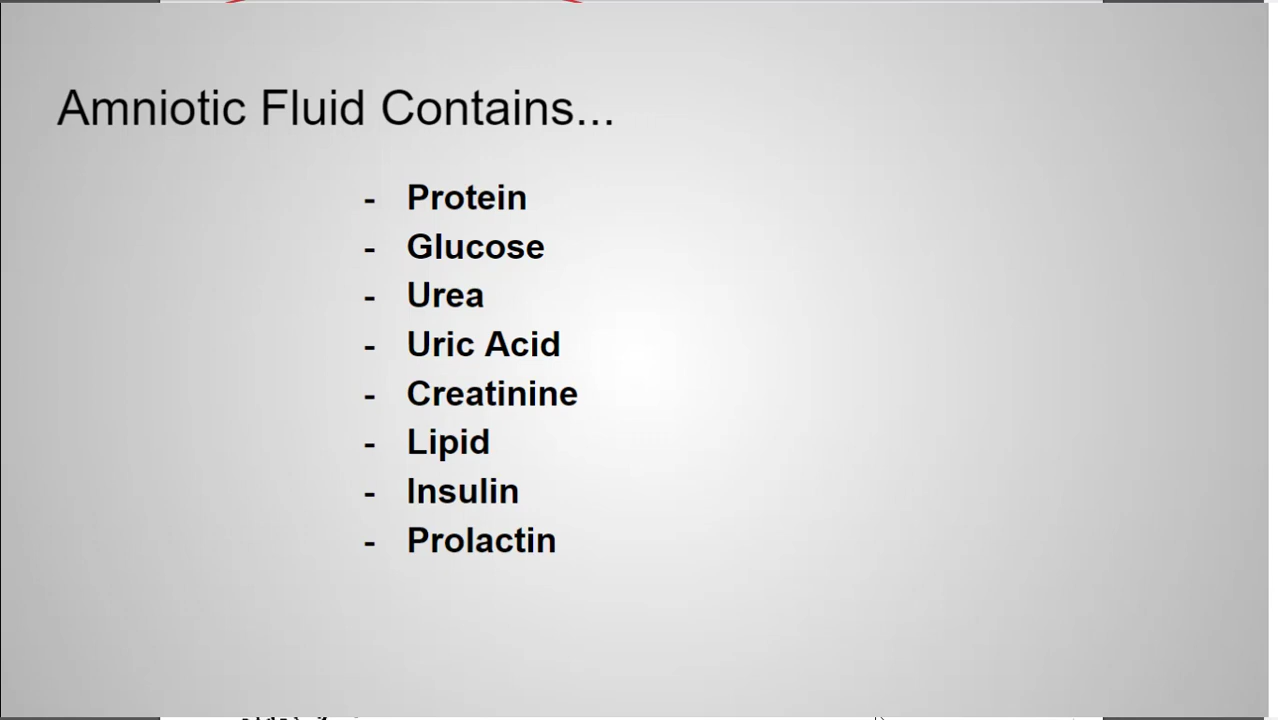 Amniotic Fluid Contains...
- Protein
- Glucose
- Urea
- Uric Acid
- Creatinine
- Lipid
- Insulin
- Prolactin